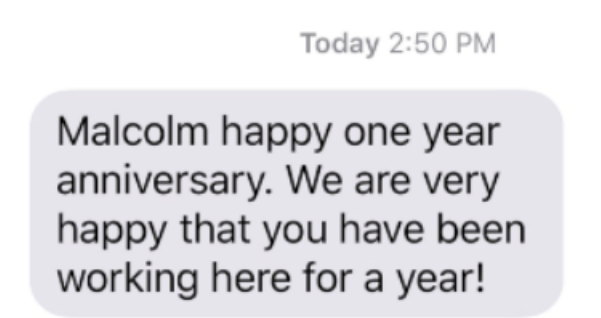 Today 2:50 PM
Malcolm happy one year
anniversary. We are very
happy that you have been
working here for a year!